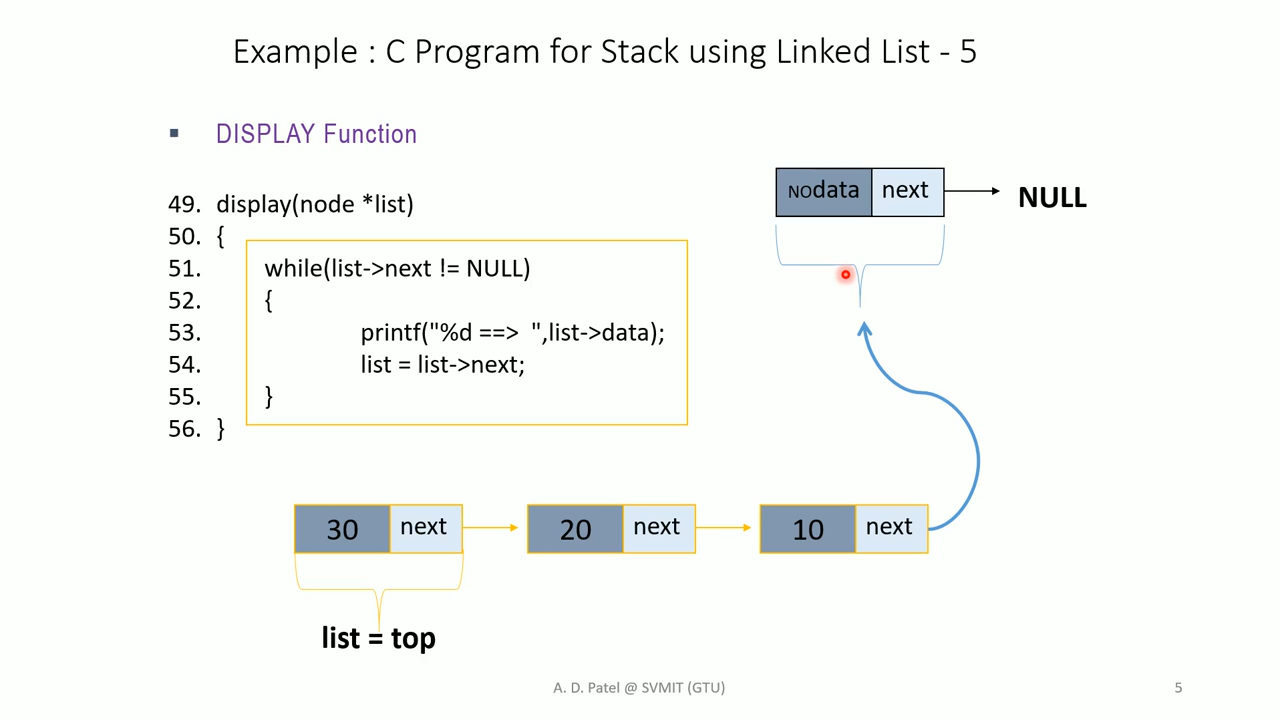 Example : C Program for Stack using Linked List - 5
▪ DISPLAY Function
49. display(node *list)
50. {
51. while(list->next != NULL)
52. {
53. printf("%d ==>  ",list->data);
54. list = list->next;
55. }
56. }
NOdata next NULL
30 next 20 next 10 next
list = top
A. D. Patel @ SVMIT (GTU) 5